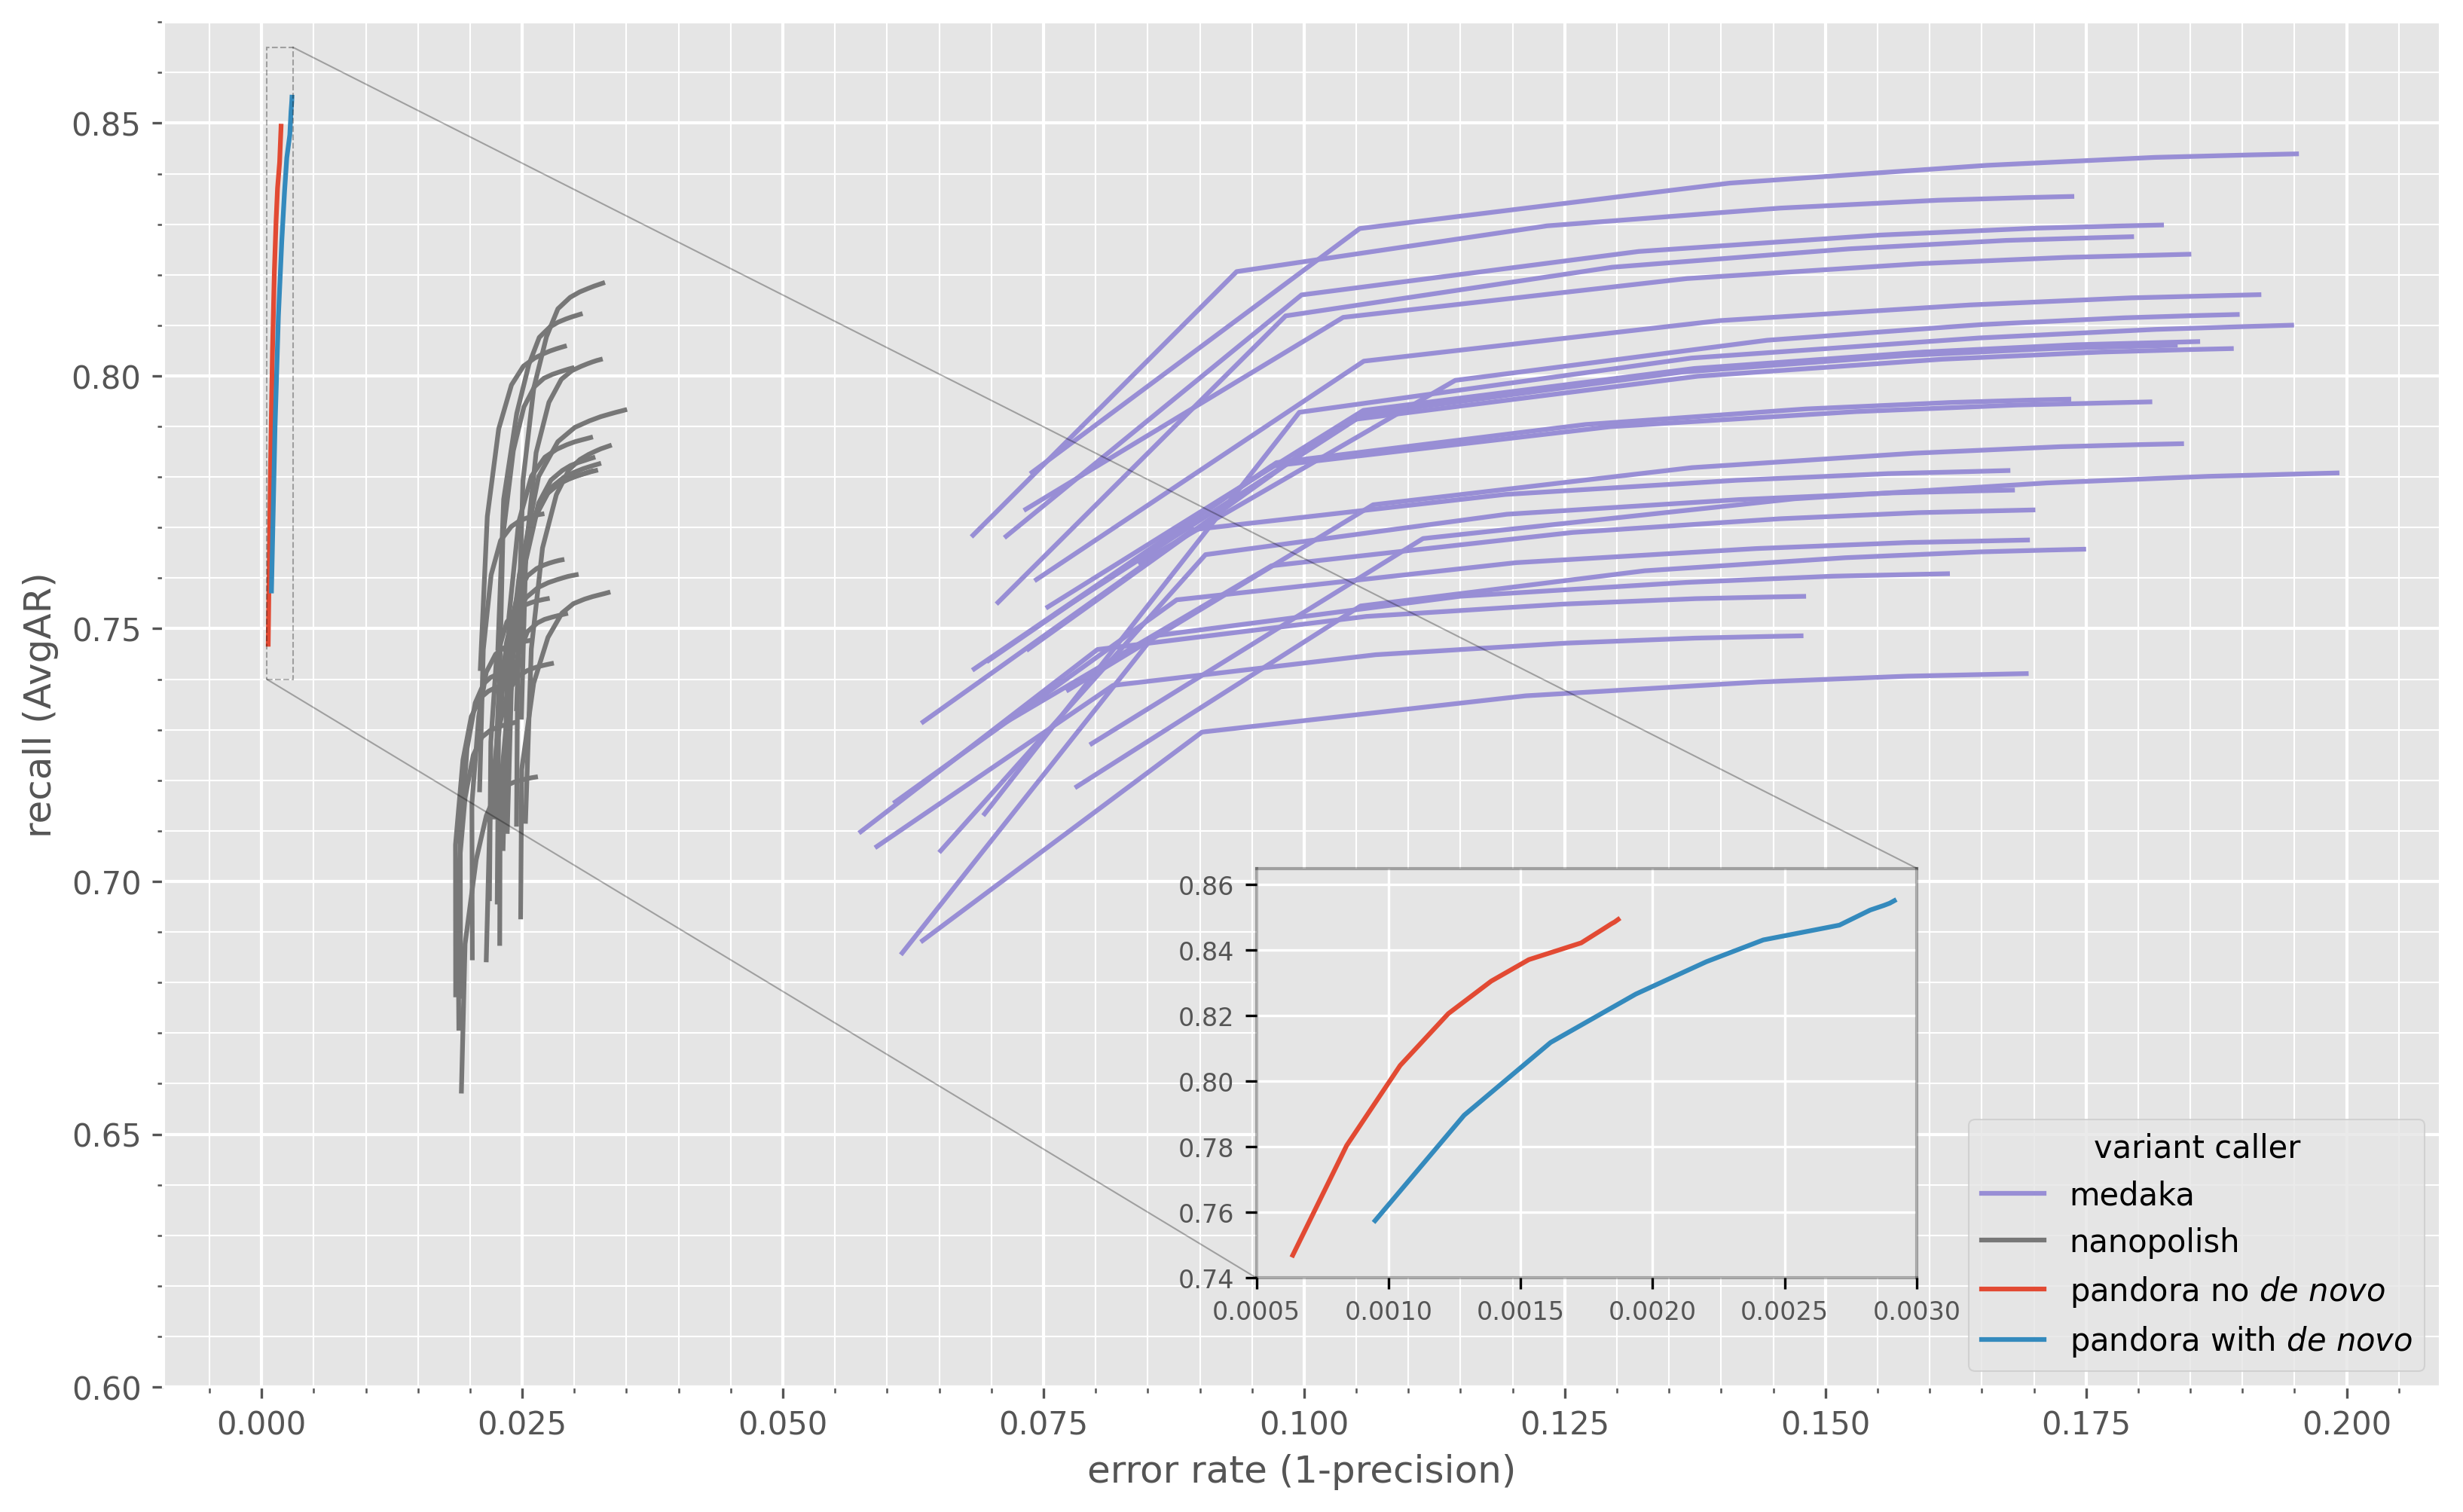 recall (AvgAR)
0.85
0.80
0.75
0.70
0.65
0.60
0.86
0.84
0.82
0.80
0.78
0.76
0.74
0.0005 0.0010 0.0015 0.0020 0.0025 0.0030
variant caller
medaka
nanopolish
pandora no de novo
pandora with de novo
0.000 0.025 0.050 0.075 0.100 0.125 0.150 0.175 0.200
error rate (1-precision)